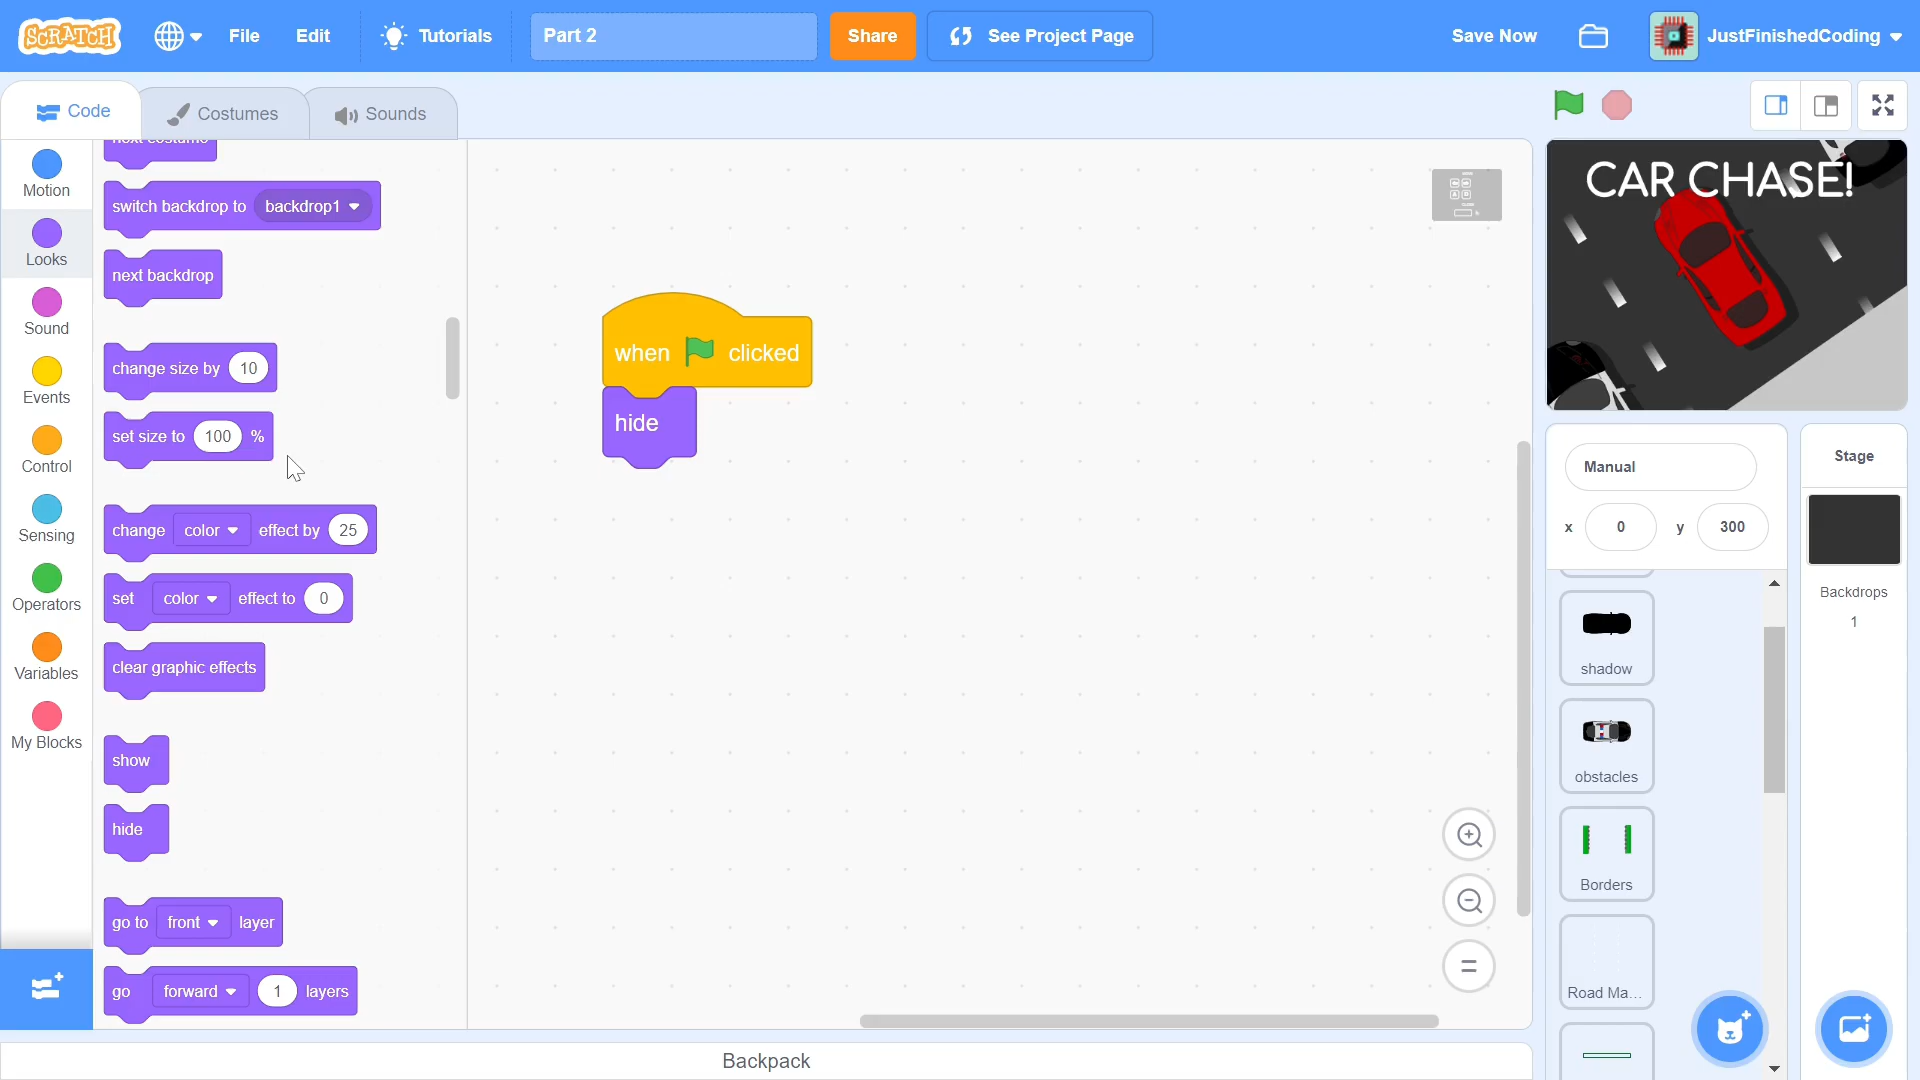 SCRATCH
File
Edit
Tutorials
Part 2
Share
See Project Page
Save Now
JustFinishedCoding
Code
Costumes
Sounds
Motion
Looks
Sound
Events
Control
Sensing
Operators
Variables
My Blocks
next costume
switch backdrop to backdrop1
next backdrop
change size by 10
set size to 100 %
change color effect by 25
set color effect to 0
clear graphic effects
show
hide
go to front layer
go forward 1 layers
when clicked
hide
CAR CHASE!
Manual
x 0 y 300
shadow
obstacles
Borders
Road Ma...
Stage
Backdrops
1
Backpack